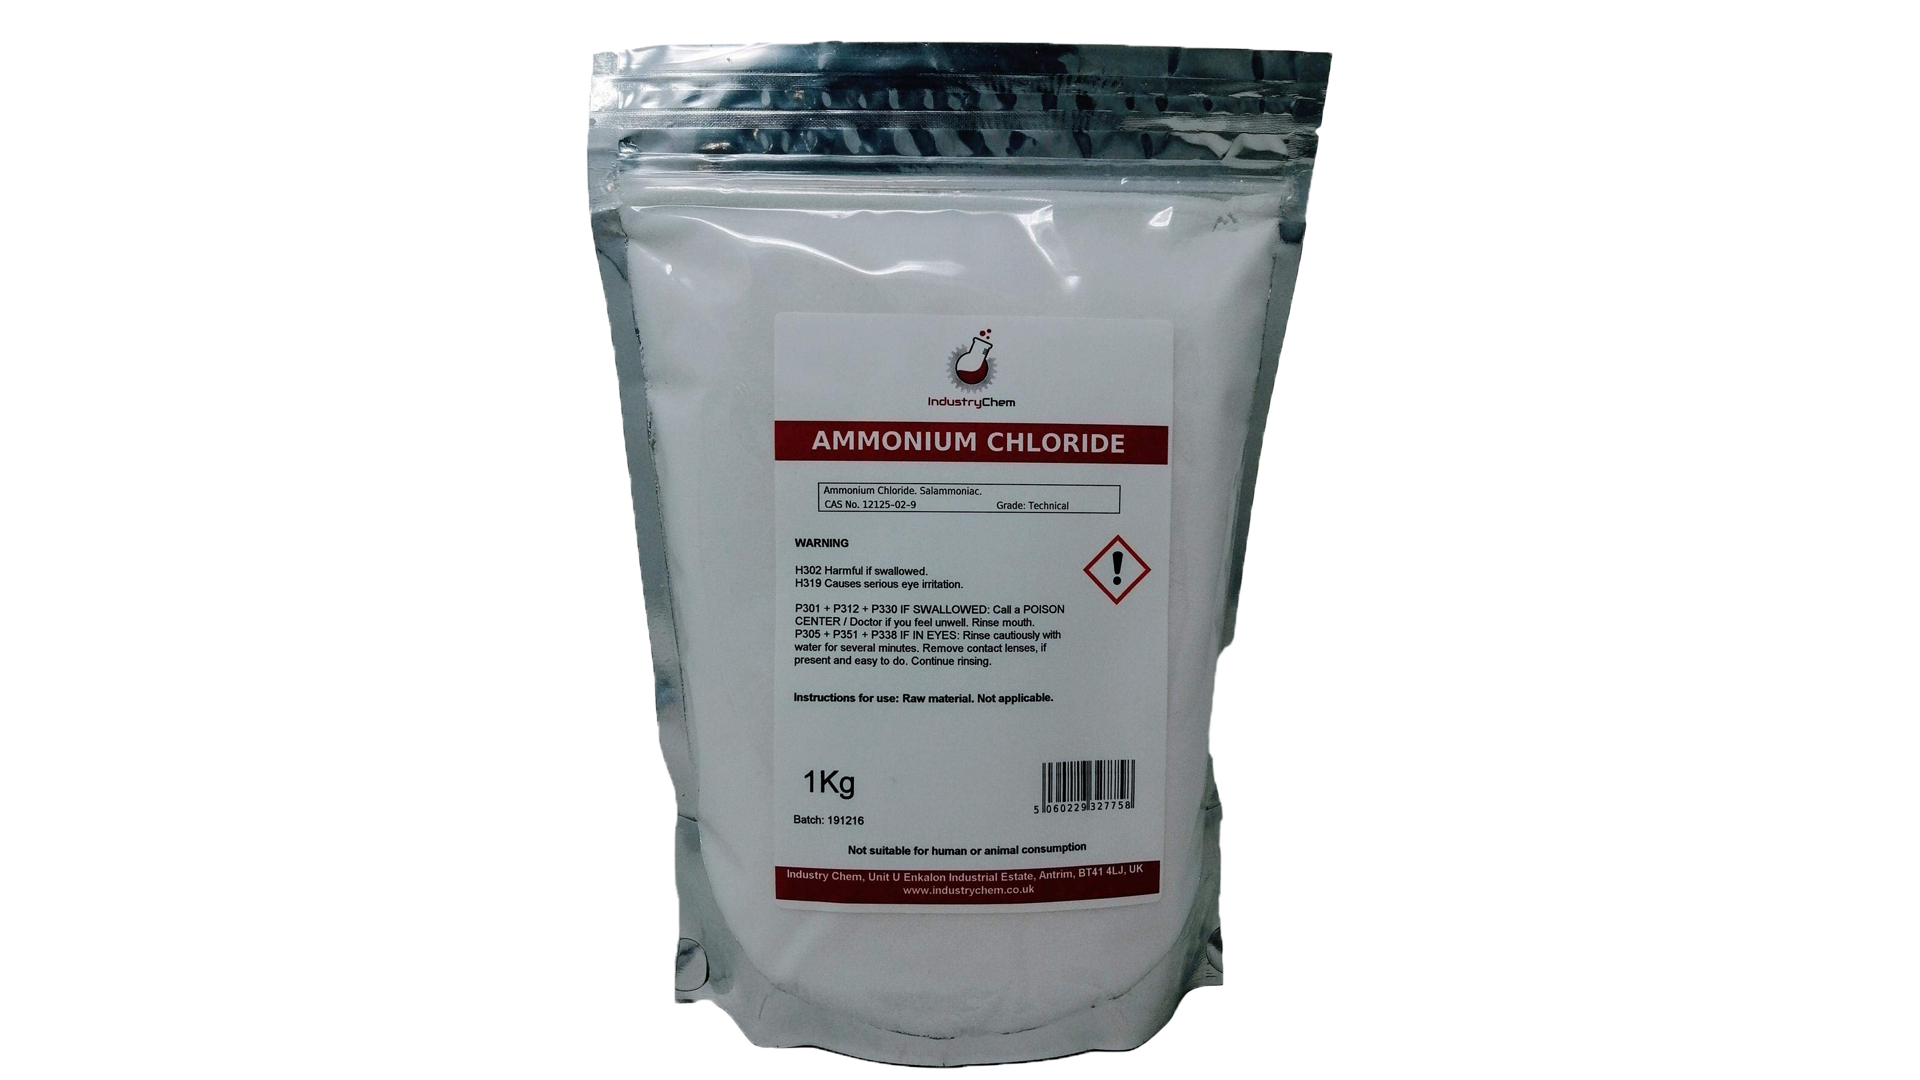 IndustryChem
AMMONIUM CHLORIDE
Ammonium Chloride. Salammoniac.
CAS No. 12125-02-9 Grade: Technical
WARNING
H302 Harmful if swallowed.
H319 Causes serious eye irritation.
P301 + P312 + P330 IF SWALLOWED: Call a POISON
CENTER / Doctor if you feel unwell. Rinse mouth.
P305 + P351 + P338 IF IN EYES: Rinse cautiously with
water for several minutes. Remove contact lenses, if
present and easy to do. Continue rinsing.
Instructions for use: Raw material. Not applicable.
1Kg
5 060229 327758
Batch: 191216
Not suitable for human or animal consumption
Industry Chem, Unit U Enkalon Industrial Estate, Antrim, BT41 4LJ, UK
www.industrychem.co.uk